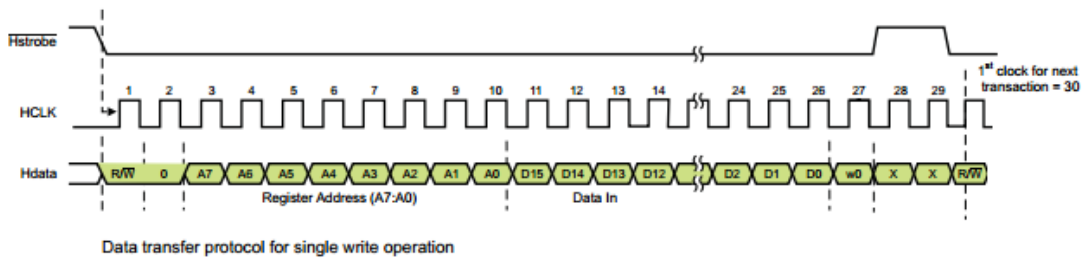 Hstrobe
1st clock for next
transaction = 30
1 2 3 4 5 6 7 8 9 10 11 12 13 14 24 25 26 27 28 29
HCLK
Hdata R/W 0 A7 A6 A5 A4 A3 A2 A1 A0 D15 D14 D13 D12 D2 D1 D0 w0 X X R/W
Register Address (A7:A0) Data In
Data transfer protocol for single write operation